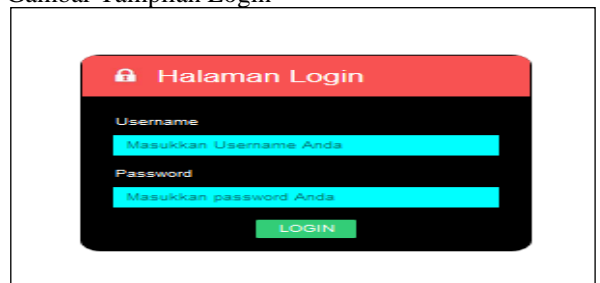 Gambar Tampilan Login
Halaman Login
Username
Masukkan Username Anda
Password
Masukkan password Anda
LOGIN